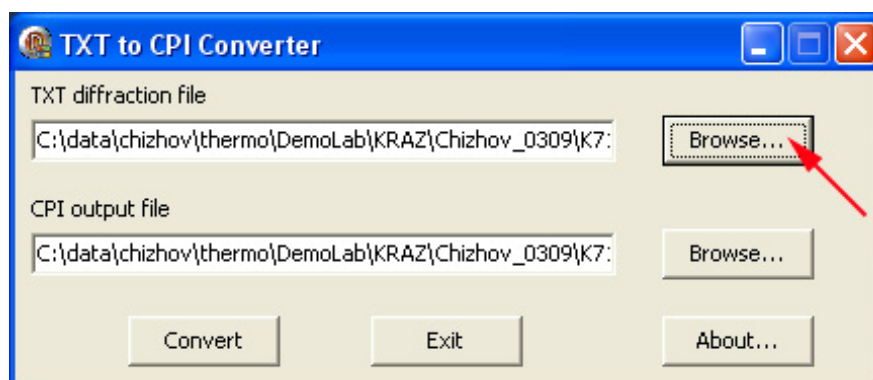 TXT to CPI Converter
TXT diffraction file
C:\data\chizhov\thermo\DemoLab\KRAZ\Chizhov_0309\K7: Browse...
CPI output file
C:\data\chizhov\thermo\DemoLab\KRAZ\Chizhov_0309\K7: Browse...
Convert Exit About...